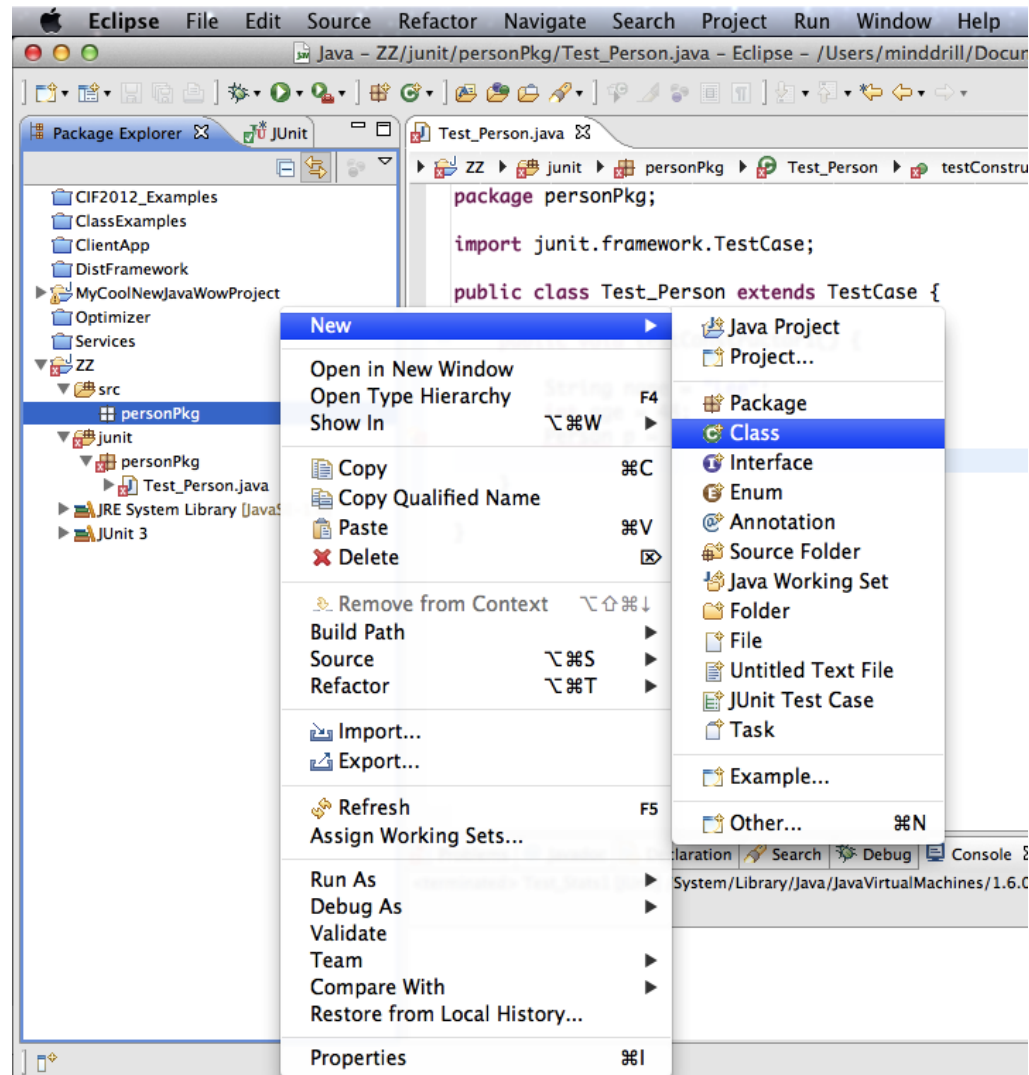 Eclipse File Edit Source Refactor Navigate Search Project Run Window Help
Java – ZZ/junit/personPkg/Test_Person.java – Eclipse – /Users/minddrill/Docum
Package Explorer JUnit
Test_Person.java
ZZ junit personPkg Test_Person testConstru
CIF2012_Examples
ClassExamples
ClientApp
DistFramework
MyCoolNewJavaWowProject
Optimizer
Services
ZZ
src
personPkg
junit
personPkg
Test_Person.java
JRE System Library [JavaS
JUnit 3
package personPkg;
import junit.framework.TestCase;
public class Test_Person extends TestCase {
New
Open in New Window
Open Type Hierarchy F4
Show In ⌥⌘W
Copy ⌘C
Copy Qualified Name
Paste ⌘V
Delete ⌦
Remove from Context ⌥⇧⌘↓
Build Path
Source ⌥⌘S
Refactor ⌥⌘T
Import...
Export...
Refresh F5
Assign Working Sets...
Run As
Debug As
Validate
Team
Compare With
Restore from Local History...
Properties ⌘I
Java Project
Project...
Package
Class
Interface
Enum
Annotation
Source Folder
Java Working Set
Folder
File
Untitled Text File
JUnit Test Case
Task
Example...
Other... ⌘N
}
laration Search Debug Console
System/Library/Java/JavaVirtualMachines/1.6.0